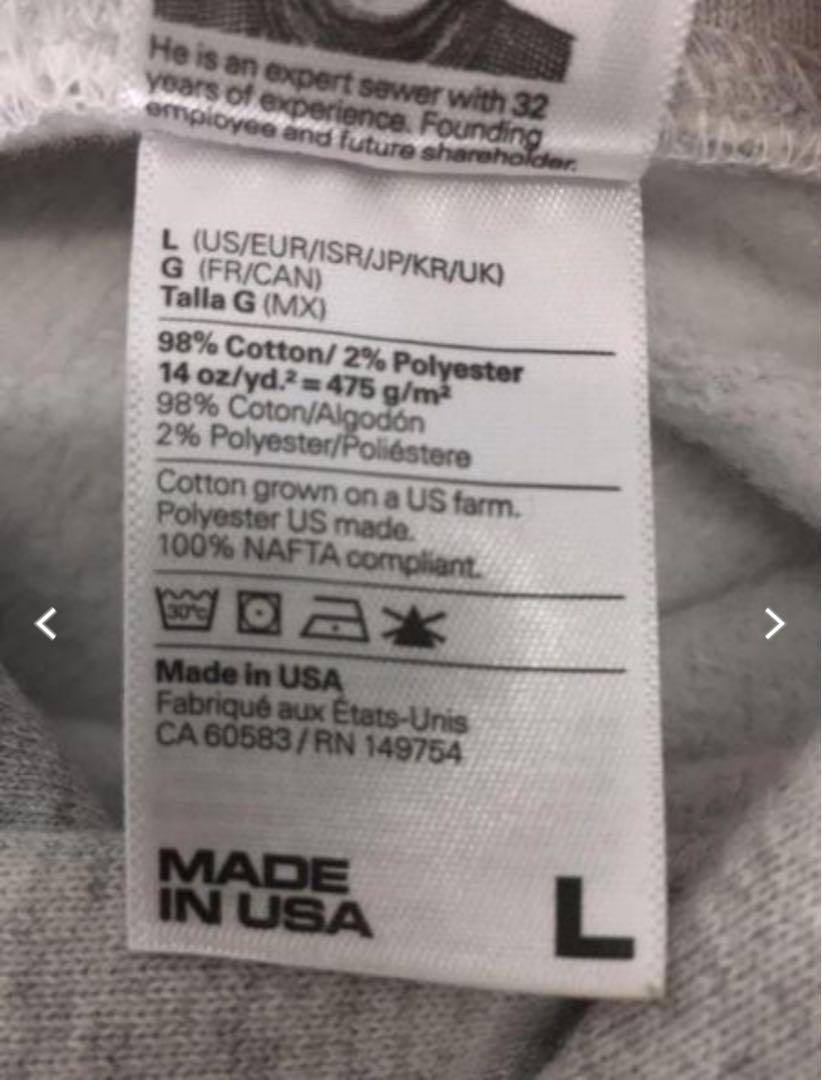 He is an expert sewer with 32
years of experience. Founding
employee and future shareholder.
L (US/EUR/ISR/JP/KR/UK)
G (FR/CAN)
Talla G (MX)
98% Cotton/ 2% Polyester
14 oz/yd.² = 475 g/m²
98% Coton/Algodón
2% Polyester/Poliéstere
Cotton grown on a US farm.
Polyester US made.
100% NAFTA compliant.
30°c
Made in USA
Fabriqué aux États-Unis
CA 60583 / RN 149754
MADE
IN USA
L